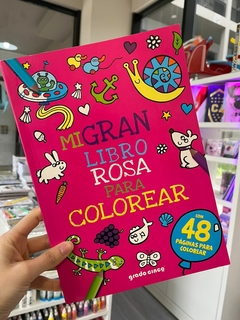 MI GRAN
LIBRO
ROSA
PARA
COLOREAR
CON
48
PÁGINAS PARA
COLOREAR
grado cinco